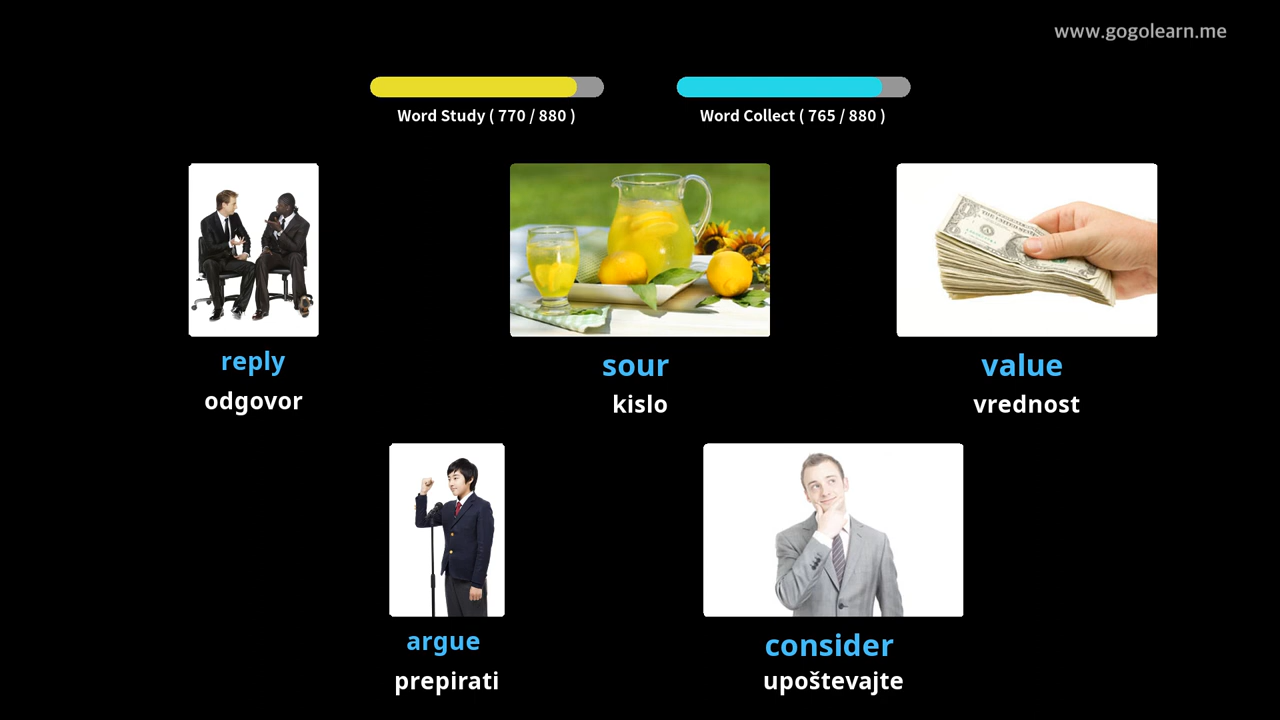 www.gogolearn.me
Word Study ( 770 / 880 )
Word Collect ( 765 / 880 )
reply
odgovor
sour
kislo
value
vrednost
argue
prepirati
consider
upoštevajte